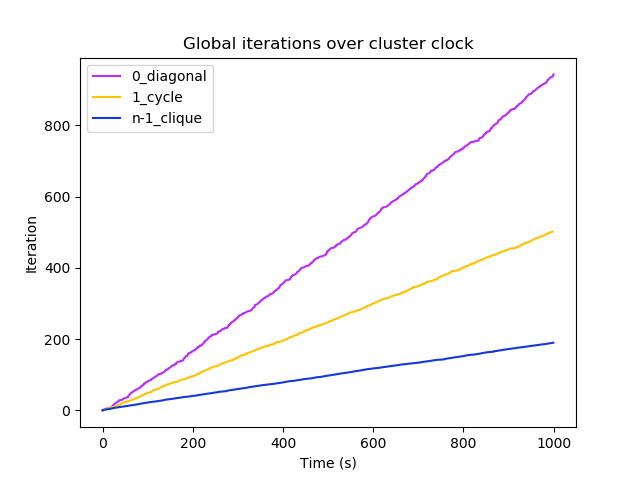 Global iterations over cluster clock
0_diagonal
1_cycle
n-1_clique
800
600
400
200
0
Iteration
0 200 400 600 800 1000
Time (s)